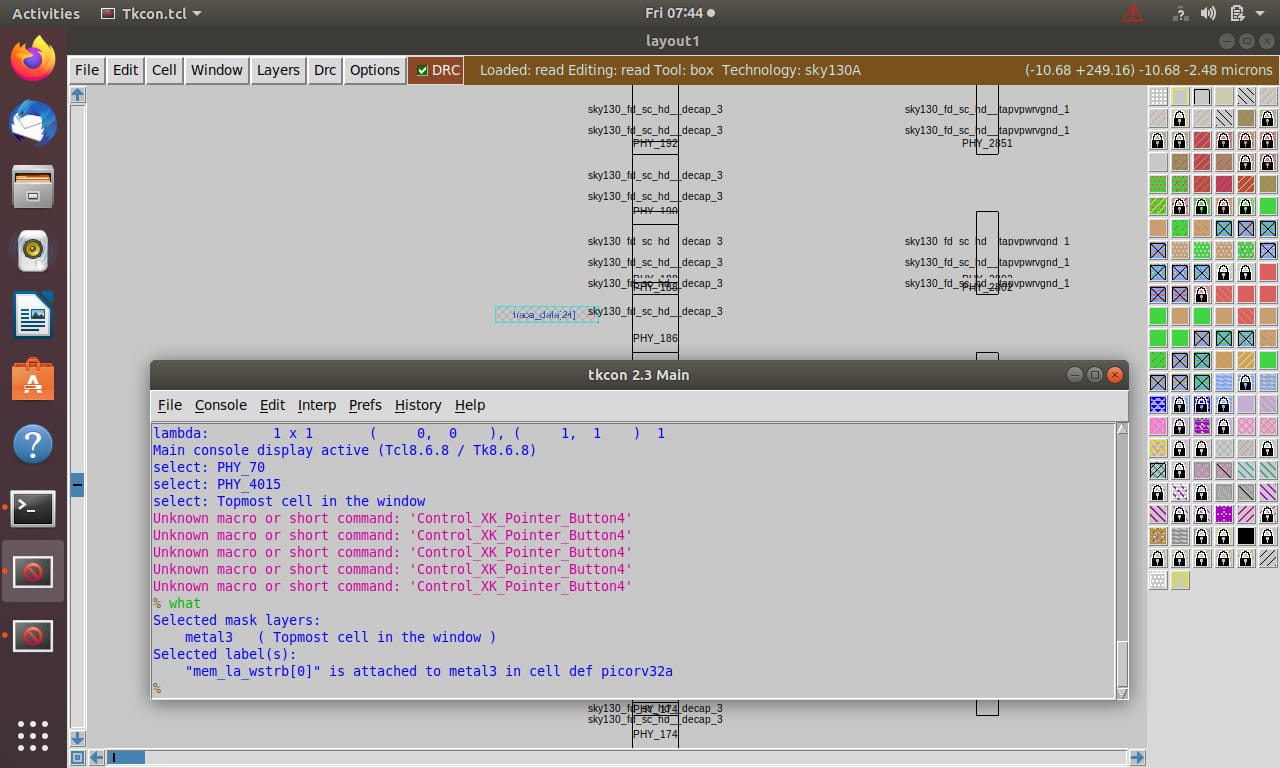 Activities Tkcon.tcl Fri 07:44
layout1
File Edit Cell Window Layers Drc Options DRC Loaded: read Editing: read Tool: box Technology: sky130A (-10.68 +249.16) -10.68 -2.48 microns
sky130_fd_sc_hd__decap_3 sky130_fd_sc_hd__tapvpwrvgnd_1
sky130_fd_sc_hd__decap_3 sky130_fd_sc_hd__tapvpwrvgnd_1
PHY_192 PHY_2851
sky130_fd_sc_hd__decap_3
sky130_fd_sc_hd__decap_3
PHY_190
sky130_fd_sc_hd__decap_3 sky130_fd_sc_hd__tapvpwrvgnd_1
sky130_fd_sc_hd__decap_3 sky130_fd_sc_hd__tapvpwrvgnd_1
sky130_fd_sc_hd__decap_3 sky130_fd_sc_hd__tapvpwrvgnd_1
trace_data[24] sky130_fd_sc_hd__decap_3
PHY_186
tkcon 2.3 Main
File Console Edit Interp Prefs History Help
lambda: 1 x 1 ( 0, 0 ),( 1, 1 ) 1
Main console display active (Tcl8.6.8 / Tk8.6.8)
select: PHY_70
select: PHY_4015
select: Topmost cell in the window
Unknown macro or short command: 'Control_XK_Pointer_Button4'
Unknown macro or short command: 'Control_XK_Pointer_Button4'
Unknown macro or short command: 'Control_XK_Pointer_Button4'
Unknown macro or short command: 'Control_XK_Pointer_Button4'
Unknown macro or short command: 'Control_XK_Pointer_Button4'
% what
Selected mask layers:
metal3 ( Topmost cell in the window )
Selected label(s):
"mem_la_wstrb[0]" is attached to metal3 in cell def picorv32a
%
sky130_fd_sc_hd__decap_3
sky130_fd_sc_hd__decap_3
PHY_174